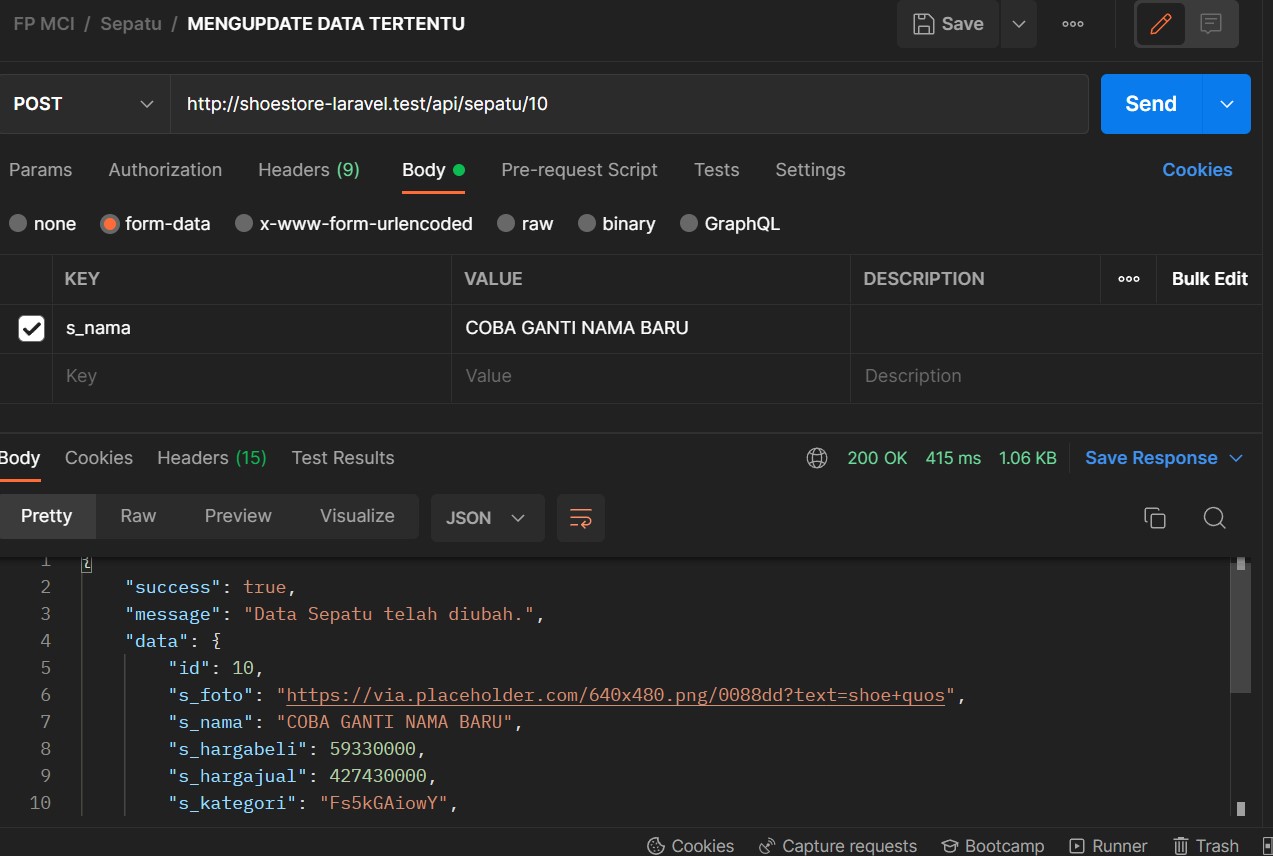 FP MCI / Sepatu / MENGUPDATE DATA TERTENTU
Save
POST http://shoestore-laravel.test/api/sepatu/10 Send
Params Authorization Headers (9) Body Pre-request Script Tests Settings Cookies
none form-data x-www-form-urlencoded raw binary GraphQL
KEY VALUE DESCRIPTION Bulk Edit
s_nama COBA GANTI NAMA BARU
Key Value Description
Body Cookies Headers (15) Test Results 200 OK 415 ms 1.06 KB Save Response
Pretty Raw Preview Visualize JSON
1 {
2 "success": true,
3 "message": "Data Sepatu telah diubah.",
4 "data": {
5 "id": 10,
6 "s_foto": "https://via.placeholder.com/640x480.png/0088dd?text=shoe+quos",
7 "s_nama": "COBA GANTI NAMA BARU",
8 "s_hargabeli": 59330000,
9 "s_hargajual": 427430000,
10 "s_kategori": "Fs5kGAiowY",
Cookies Capture requests Bootcamp Runner Trash